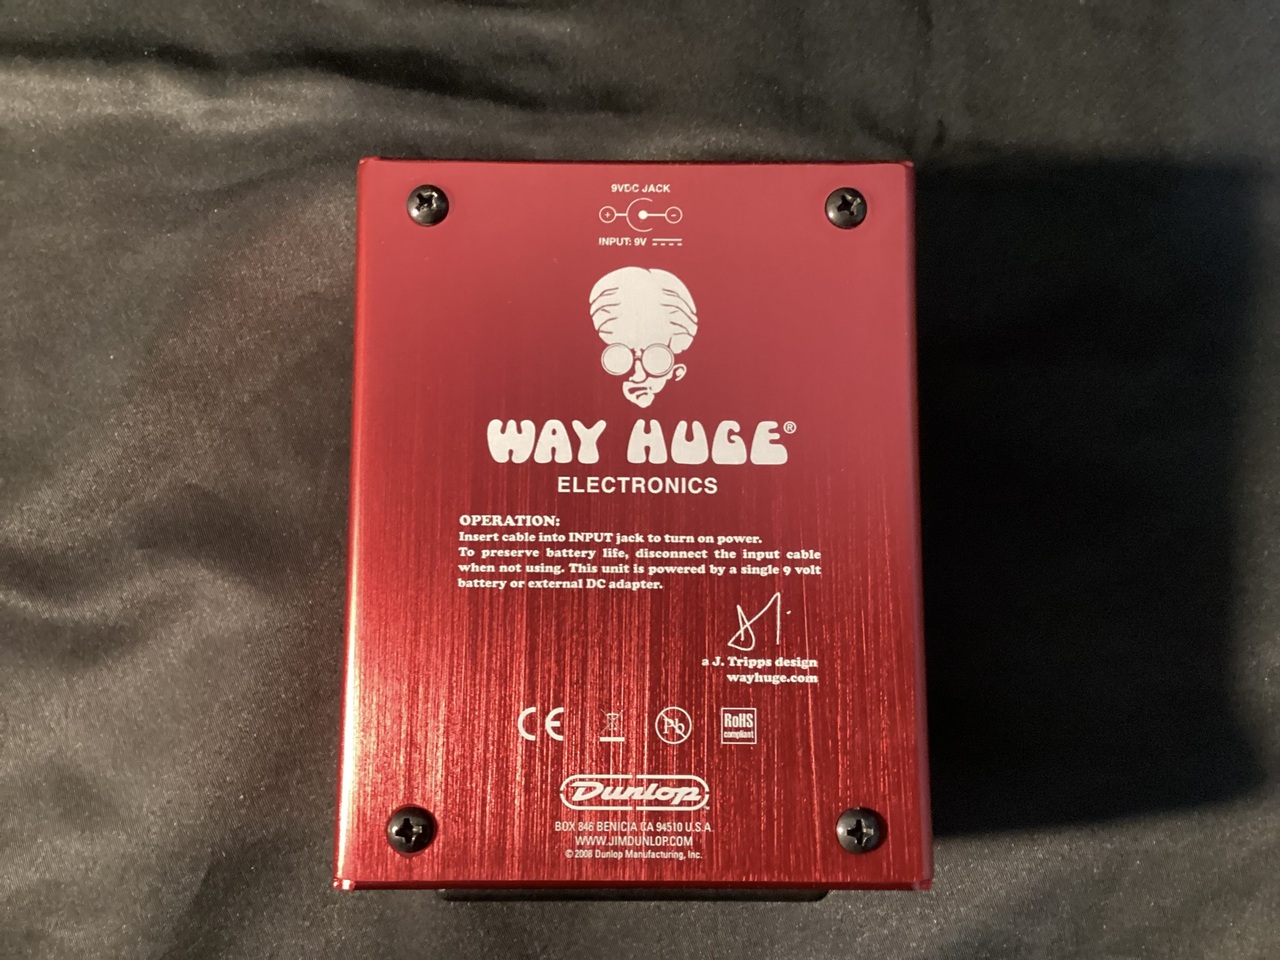 9VDC JACK
INPUT: 9V
WAY HUGE®
ELECTRONICS
OPERATION:
Insert cable into INPUT jack to turn on power.
To preserve battery life, disconnect the input cable
when not using. This unit is powered by a single 9 volt
battery or external DC adapter.
a J. Tripps design
wayhuge.com
CE
Pb
RoHS
compliant
Dunlop
BOX 846 BENICIA CA 94510 U.S.A.
WWW.JIMDUNLOP.COM
© 2008 Dunlop Manufacturing, Inc.